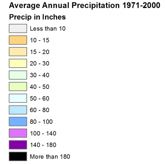 Average Annual Precipitation 1971-2000
Precip in Inches
Less than 10
10 - 15
15 - 20
20 - 30
30 - 40
40 - 50
50 - 60
60 - 80
80 - 100
100 - 140
140 - 180
More than 180